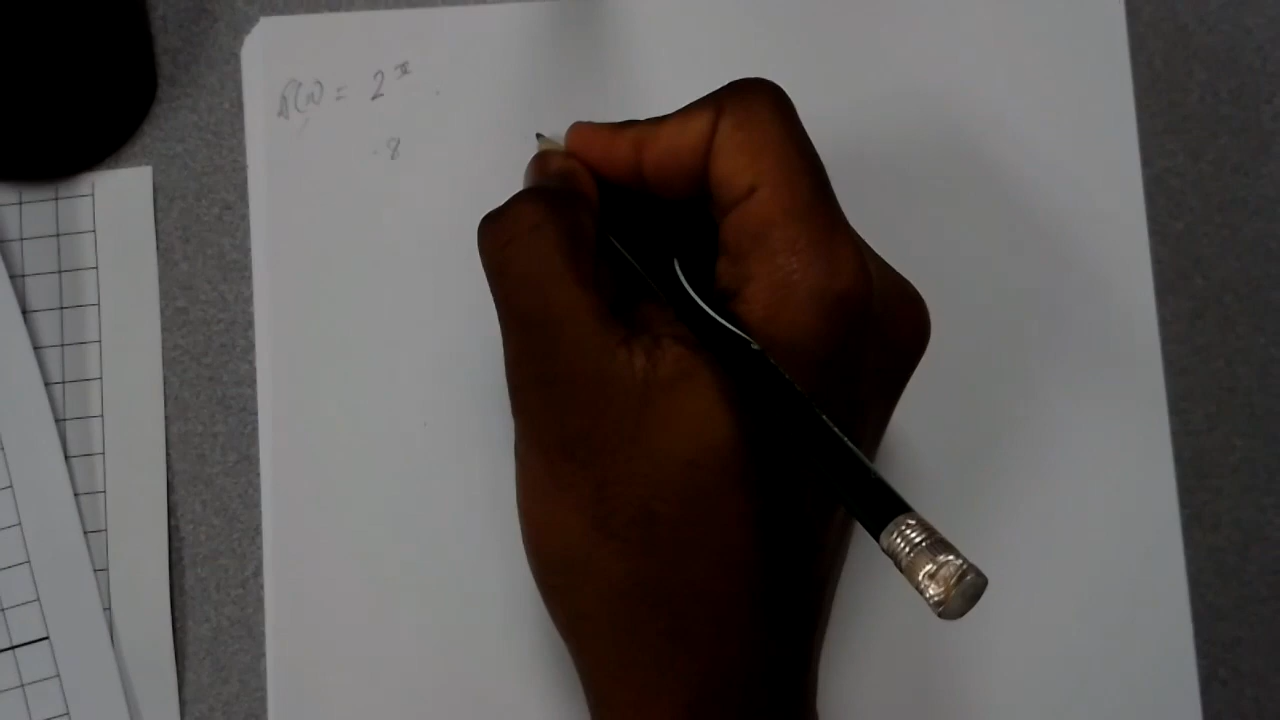 f(x) = 2^x
8